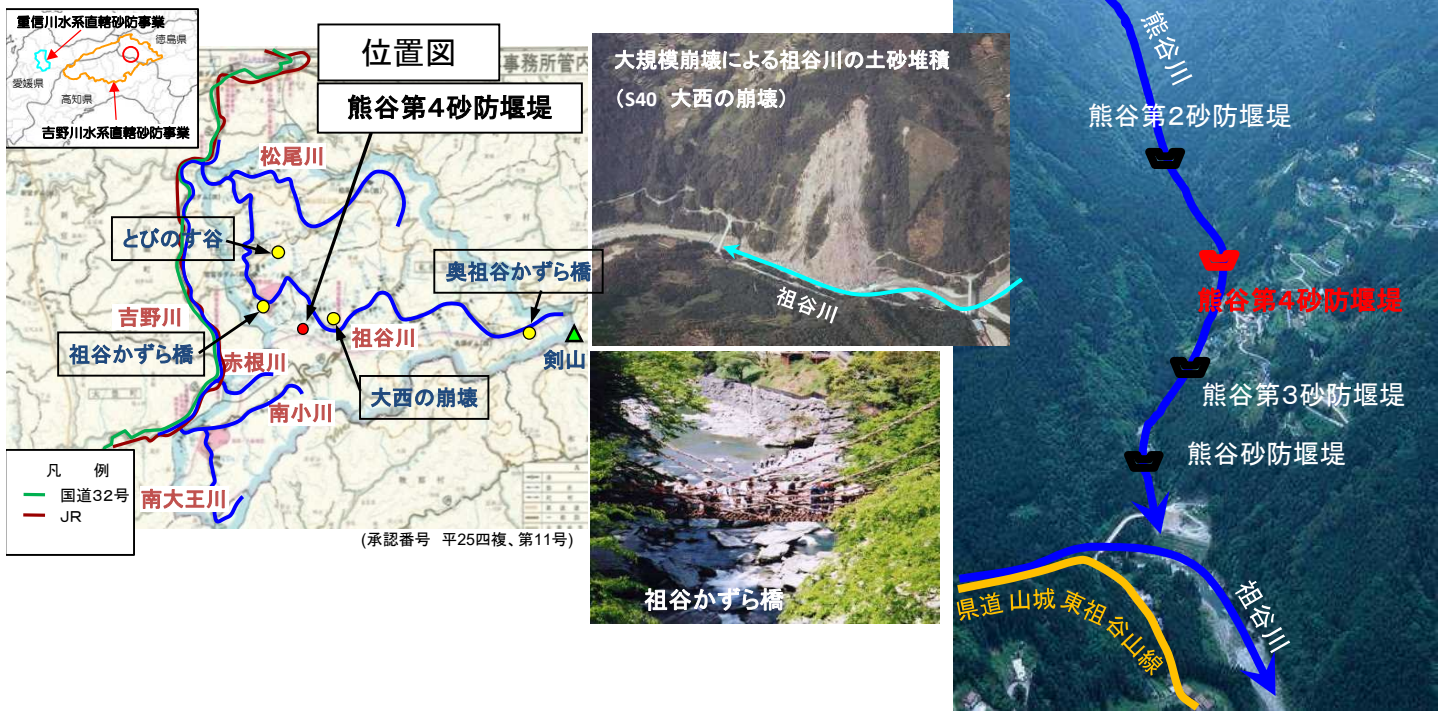 重信川水系直轄砂防事業
徳島県
愛媛県
高知県
吉野川水系直轄砂防事業
位置図
事務所管内
熊谷第4砂防堰堤
松尾川
とびのす谷
奥祖谷かずら橋
吉野川
祖谷川
祖谷かずら橋
剣山
赤根川
大西の崩壊
南小川
南大王川
凡 例
国道32号
JR
(承認番号 平25四複、第11号)
大規模崩壊による祖谷川の土砂堆積
(S40 大西の崩壊)
祖谷川
祖谷かずら橋
熊谷川
熊谷第2砂防堰堤
熊谷第4砂防堰堤
熊谷第3砂防堰堤
熊谷砂防堰堤
祖谷川
県道 山城 東祖谷山線